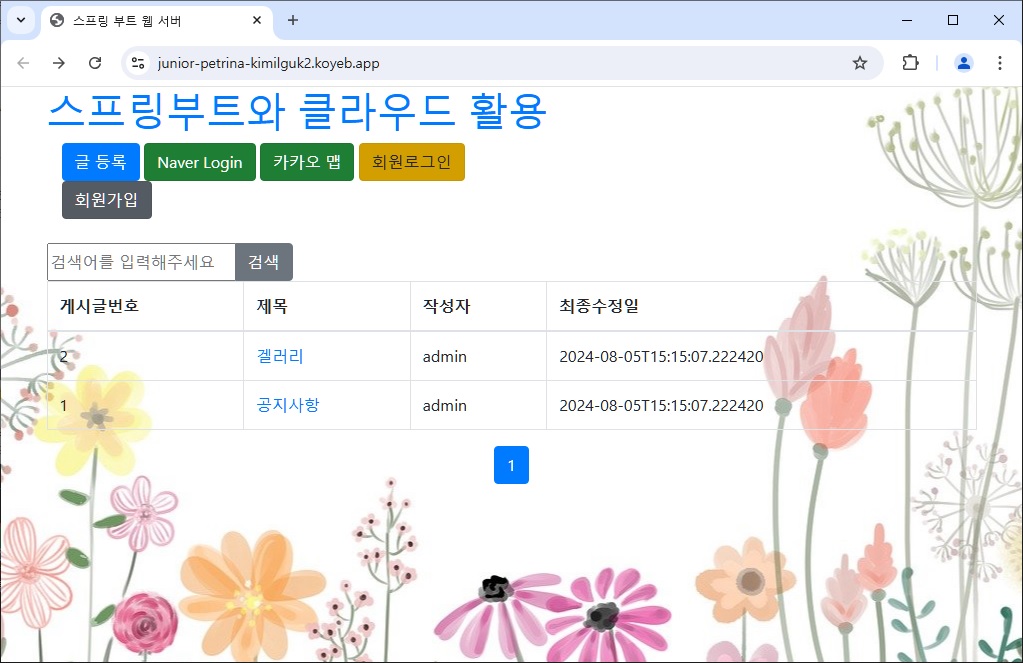 스프링 부트 웹 서버
junior-petrina-kimilguk2.koyeb.app
스프링부트와 클라우드 활용
글 등록 Naver Login 카카오 맵 회원로그인
회원가입
검색어를 입력해주세요 검색
게시글번호 제목 작성자 최종수정일
2 겔러리 admin 2024-08-05T15:15:07.222420
1 공지사항 admin 2024-08-05T15:15:07.222420
1